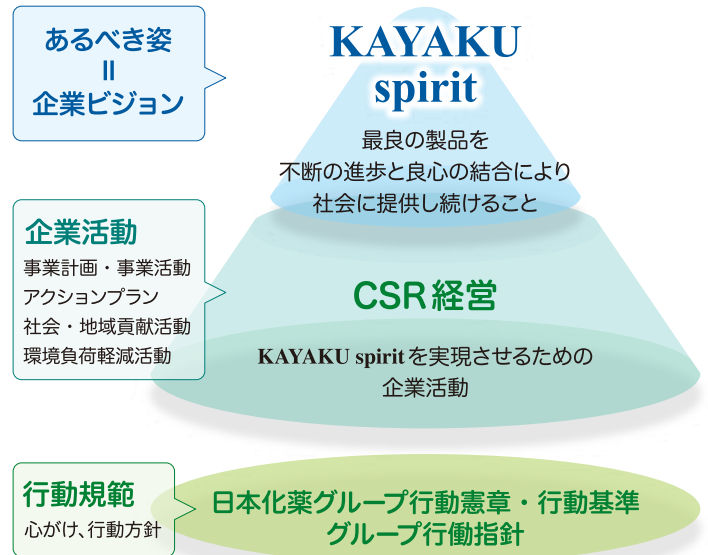 あるべき姿
=
企業ビジョン
KAYAKU
spirit
最良の製品を
不断の進歩と良心の結合により
社会に提供し続けること
企業活動
事業計画・事業活動
アクションプラン
社会・地域貢献活動
環境負荷軽減活動
CSR経営
KAYAKU spiritを実現させるための
企業活動
行動規範
心がけ、行動方針
日本化薬グループ行動憲章・行動基準
グループ行働指針